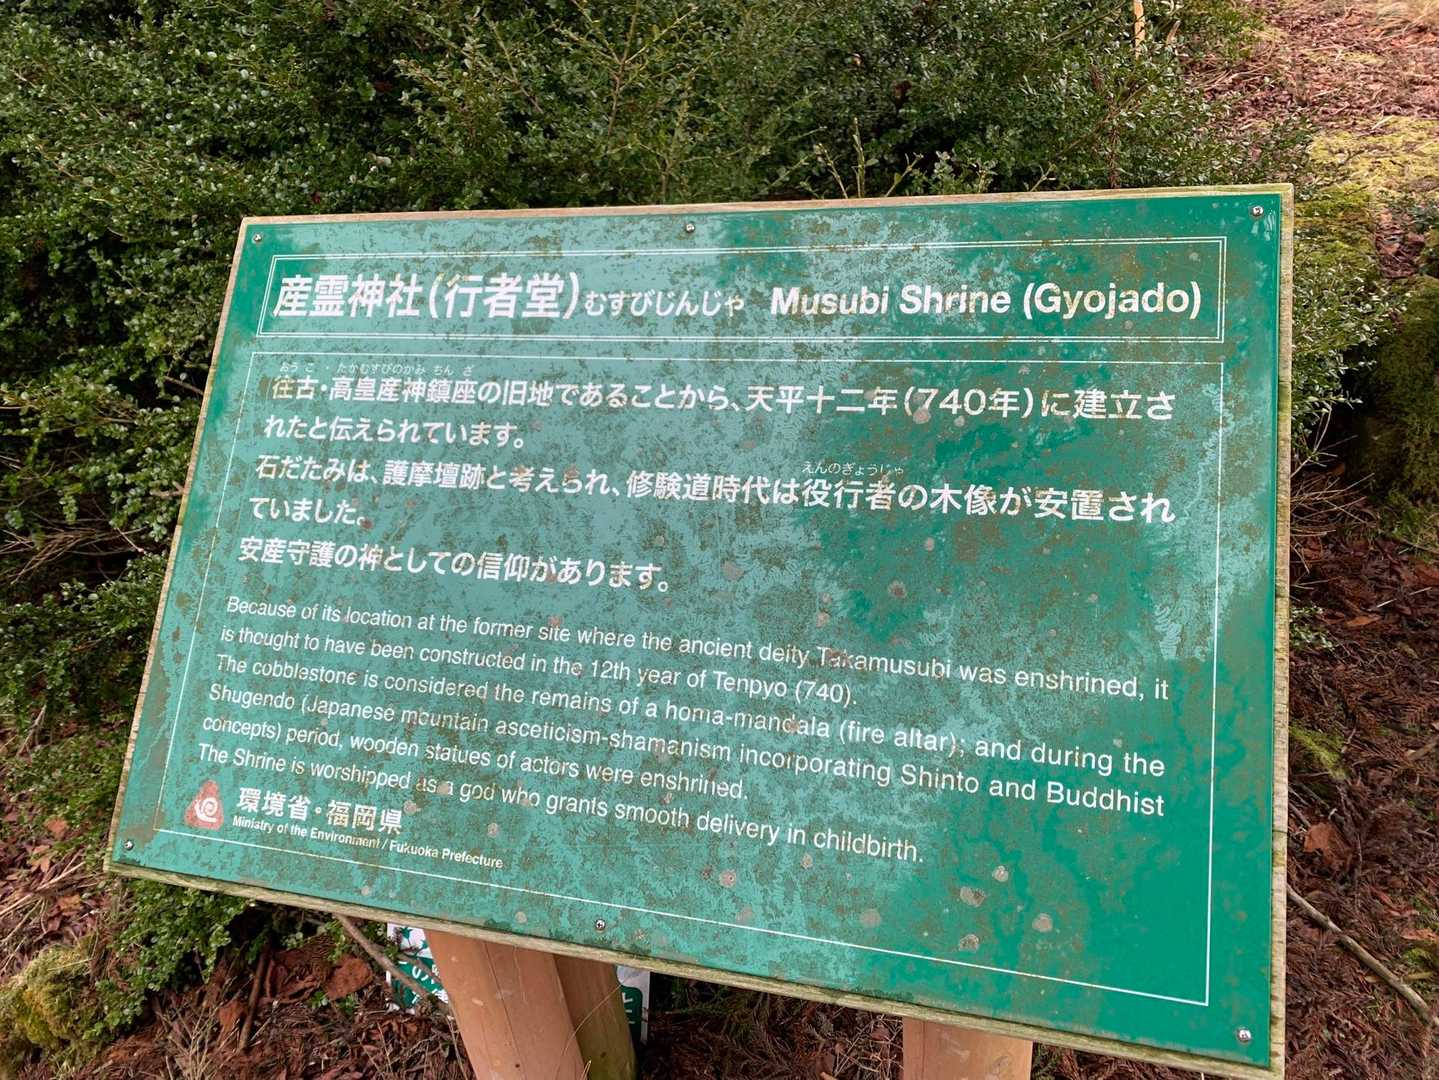 産霊神社(行者堂)むすびじんじゃ Musubi Shrine (Gyojado)
おうこ・たかむすびのかみ ちんざ
往古・高皇産神鎮座の旧地であることから、天平十二年(740年)に建立さ
れたと伝えられています。
えんのぎょうじゃ
石だたみは、護摩壇跡と考えられ、修験道時代は役行者の木像が安置され
ていました。
安産守護の神としての信仰があります。
Because of its location at the former site where the ancient deity Takamusubi was enshrined, it
is thought to have been constructed in the 12th year of Tenpyo (740).
The cobblestone is considered the remains of a homa-mandala (fire altar); and during the
Shugendo (Japanese mountain asceticism-shamanism incorporating Shinto and Buddhist
concepts) period, wooden statues of actors were enshrined.
The Shrine is worshipped as a god who grants smooth delivery in childbirth.
環境省・福岡県
Ministry of the Environment / Fukuoka Prefecture